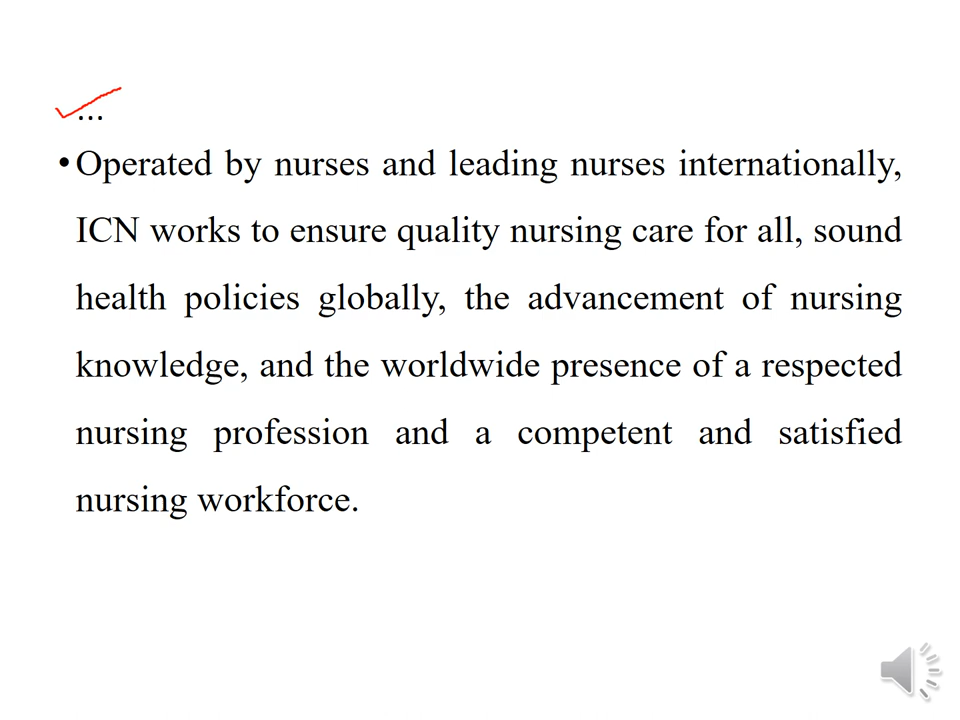 ...
•Operated by nurses and leading nurses internationally,
ICN works to ensure quality nursing care for all, sound
health policies globally, the advancement of nursing
knowledge, and the worldwide presence of a respected
nursing profession and a competent and satisfied
nursing workforce.